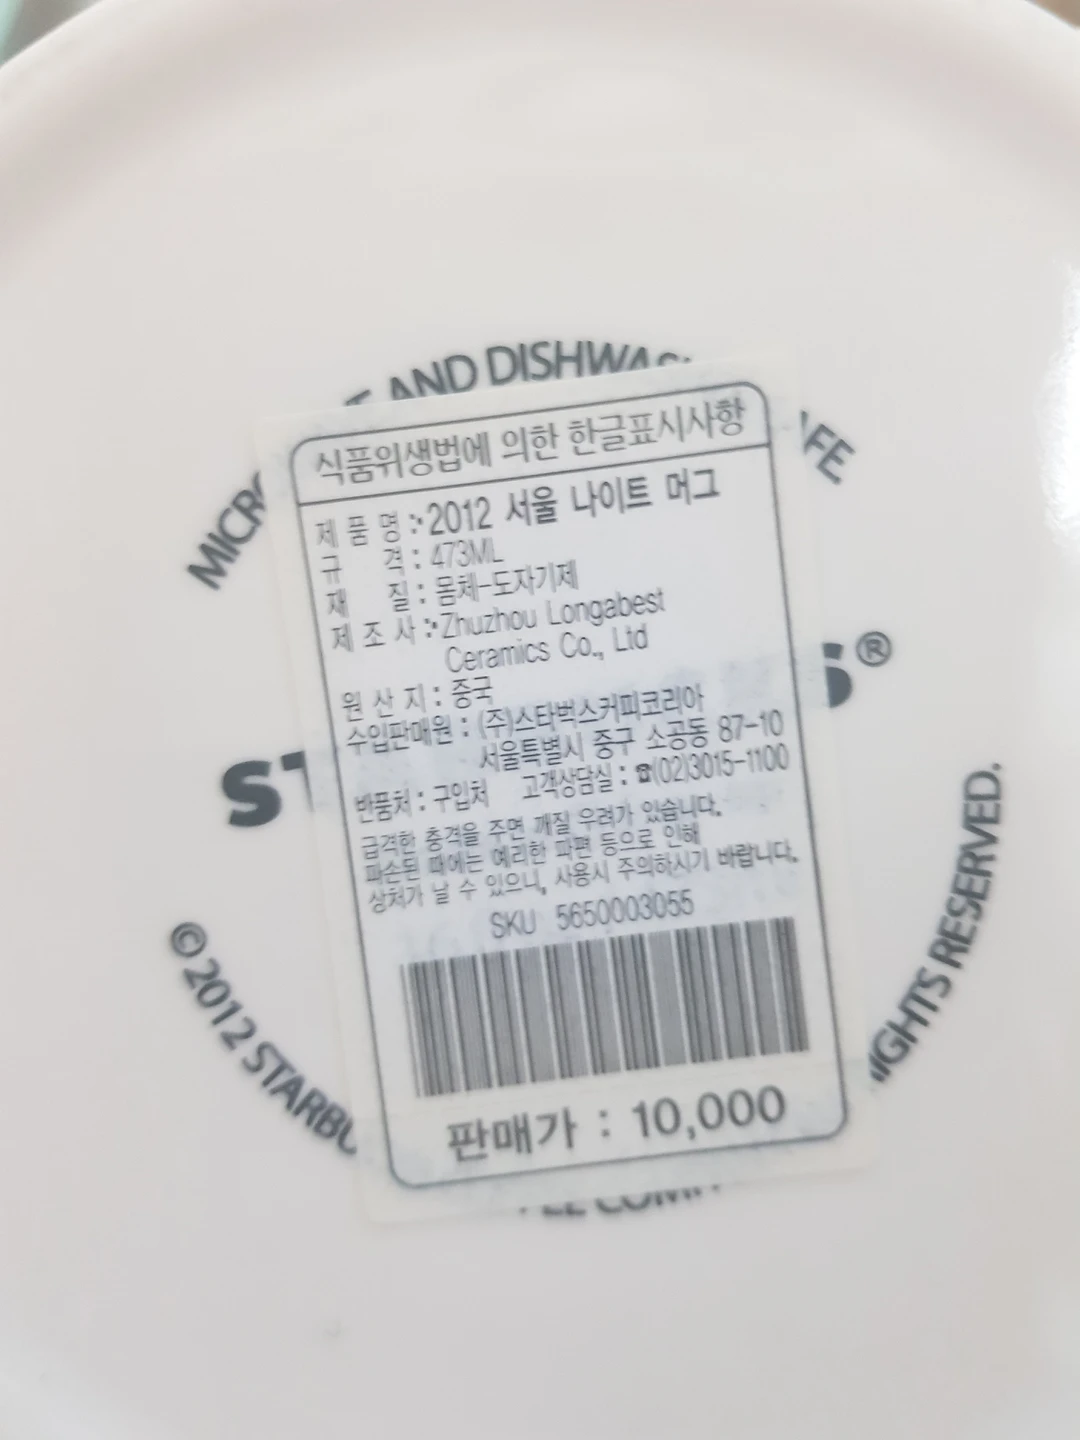 AND DISHWAS
MICR
FE
식품위생법에 의한 한글표시사항
제 품 명 : 2012 서울 나이트 머그
규 격 : 473ML
재 질 : 몸체-도자기제
제 조 사 : Zhuzhou Longabest
Ceramics Co., Ltd
원 산 지 : 중국
수입판매원 : (주)스타벅스커피코리아
서울특별시 중구 소공동 87-10
반품처 : 구입처 고객상담실 : ☎(02)3015-1100
급격한 충격을 주면 깨질 우려가 있습니다.
파손된 때에는 예리한 파편 등으로 인해
상처가 날 수 있으니, 사용시 주의하시기 바랍니다.
SKU 5650003055
판매가 : 10,000
ST S®
© 2012 STARBU
IGHTS RESERVED.